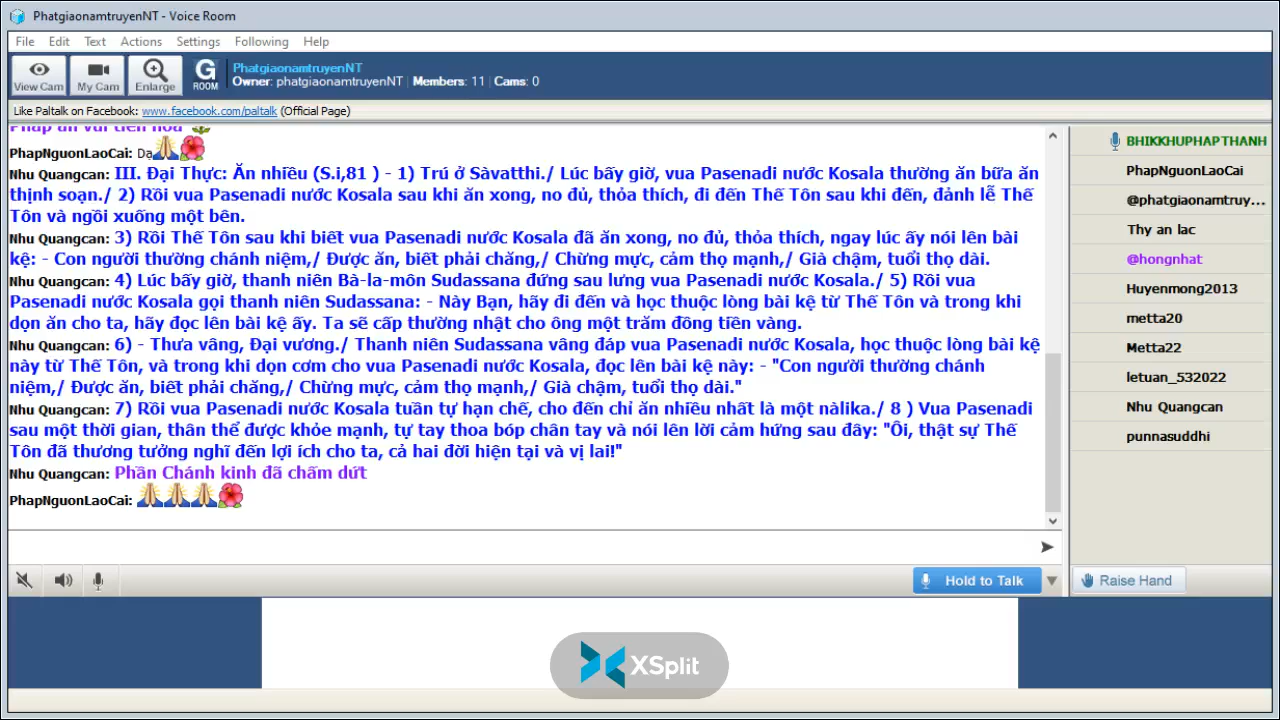 PhatgiaonamtruyenNT - Voice Room
File Edit Text Actions Settings Following Help
View Cam
My Cam
Enlarge
G
ROOM
PhatgiaonamtruyenNT
Owner: phatgiaonamtruyenNT | Members: 11 | Cams: 0
Like Paltalk on Facebook: www.facebook.com/paltalk (Official Page)
PhapNguonLaoCai: Dạ
Nhu Quangcan: III. Đại Thực: Ăn nhiều (S.i,81 ) - 1) Trú ở Sàvatthi./ Lúc bấy giờ, vua Pasenadi nước Kosala thường ăn bữa ăn
thịnh soạn./ 2) Rồi vua Pasenadi nước Kosala sau khi ăn xong, no đủ, thỏa thích, đi đến Thế Tôn sau khi đến, đảnh lễ Thế
Tôn và ngồi xuống một bên.
Nhu Quangcan: 3) Rồi Thế Tôn sau khi biết vua Pasenadi nước Kosala đã ăn xong, no đủ, thỏa thích, ngay lúc ấy nói lên bài
kệ: - Con người thường chánh niệm,/ Được ăn, biết phải chăng,/ Chừng mực, cảm thọ mạnh,/ Già chậm, tuổi thọ dài.
Nhu Quangcan: 4) Lúc bấy giờ, thanh niên Bà-la-môn Sudassana đứng sau lưng vua Pasenadi nước Kosala./ 5) Rồi vua
Pasenadi nước Kosala gọi thanh niên Sudassana: - Này Bạn, hãy đi đến và học thuộc lòng bài kệ từ Thế Tôn và trong khi
dọn ăn cho ta, hãy đọc lên bài kệ ấy. Ta sẽ cấp thường nhật cho ông một trăm đồng tiền vàng.
Nhu Quangcan: 6) - Thưa vâng, Đại vương./ Thanh niên Sudassana vâng đáp vua Pasenadi nước Kosala, học thuộc lòng bài kệ
này từ Thế Tôn, và trong khi dọn cơm cho vua Pasenadi nước Kosala, đọc lên bài kệ này: - "Con người thường chánh
niệm,/ Được ăn, biết phải chăng,/ Chừng mực, cảm thọ mạnh,/ Già chậm, tuổi thọ dài."
Nhu Quangcan: 7) Rồi vua Pasenadi nước Kosala tuần tự hạn chế, cho đến chỉ ăn nhiều nhất là một nàlika./ 8 ) Vua Pasenadi
sau một thời gian, thân thể được khỏe mạnh, tự tay thoa bóp chân tay và nói lên lời cảm hứng sau đây: "Ôi, thật sự Thế
Tôn đã thương tưởng nghĩ đến lợi ích cho ta, cả hai đời hiện tại và vị lai!"
Nhu Quangcan: Phần Chánh kinh đã chấm dứt
PhapNguonLaoCai:
Hold to Talk
BHIKKHUPHAPTHANH
PhapNguonLaoCai
@phatgiaonamtruy...
Thy an lac
@hongnhat
Huyenmong2013
metta20
Metta22
letuan_532022
Nhu Quangcan
punnasuddhi
Raise Hand
XSplit